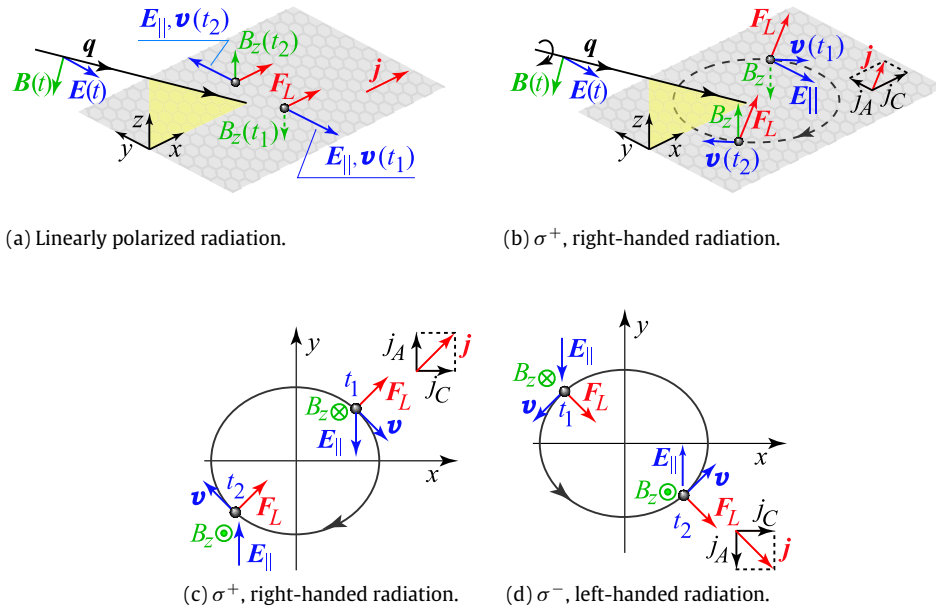 E||, v(t2)
q
Bz(t2)
FL
j
B(t)
E(t)
z
Bz(t1)
y
x
E||, v(t1)
(a) Linearly polarized radiation.
FL
q
v(t1)
j
Bz
B(t)
E(t)
E||
jA
jC
Bz
FL
z
y
x
v(t2)
(b) σ+, right-handed radiation.
y
jA
j
t1
jC
FL
Bz
v
E||
x
t2
v
FL
Bz
E||
(c) σ+, right-handed radiation.
y
E||
Bz
v
t1
FL
x
E||
v
Bz
t2
FL
jC
jA
j
(d) σ−, left-handed radiation.